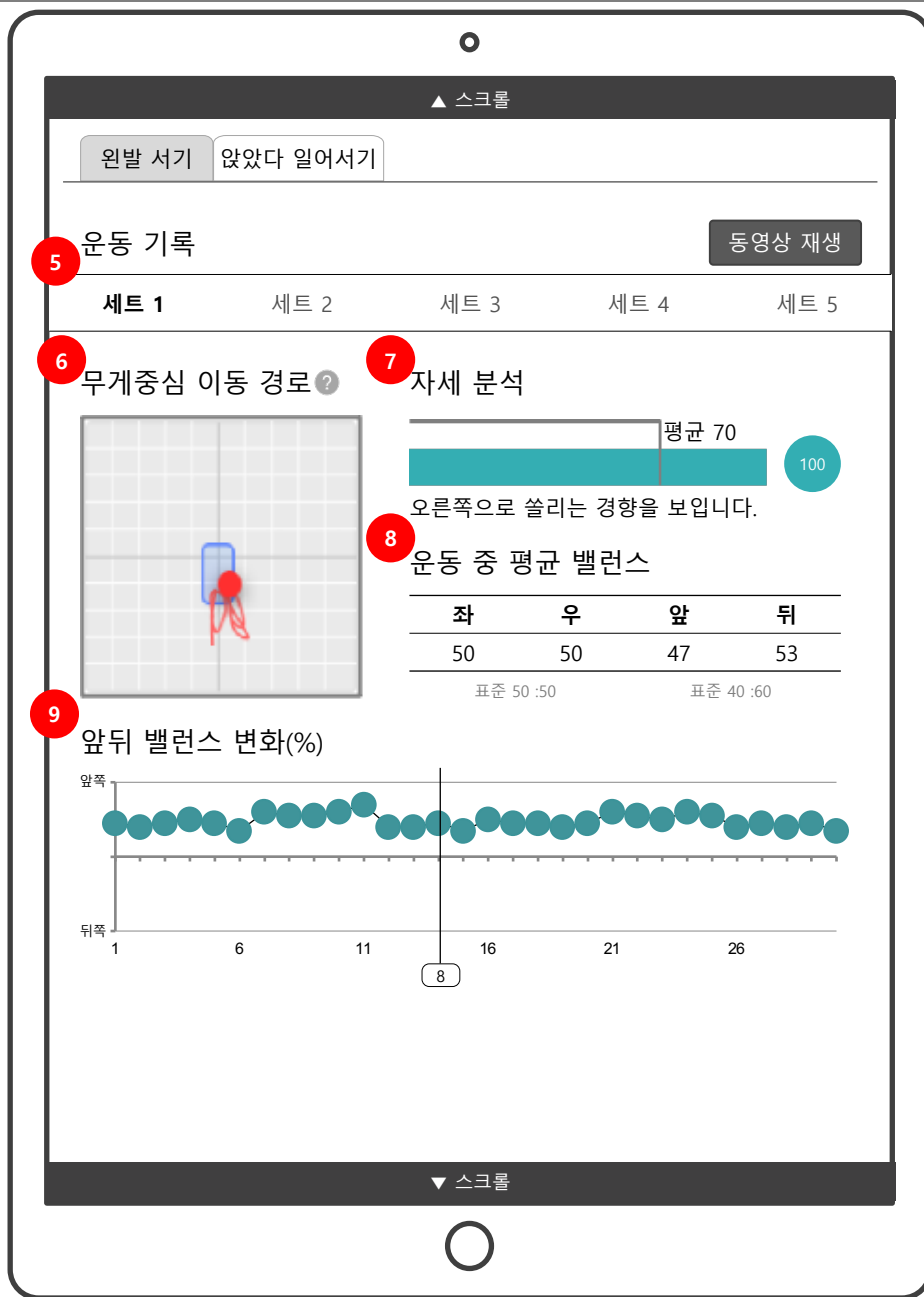 ▲ 스크롤
왼발 서기 앉았다 일어서기
5 운동 기록 동영상 재생
세트 1 세트 2 세트 3 세트 4 세트 5
6 무게중심 이동 경로 ?
7 자세 분석
평균 70
100
오른쪽으로 쏠리는 경향을 보입니다.
8 운동 중 평균 밸런스
좌 우 앞 뒤
50 50 47 53
표준 50 :50 표준 40 :60
9 앞뒤 밸런스 변화(%)
앞쪽
뒤쪽
1 6 11 16 21 26
8
▼ 스크롤